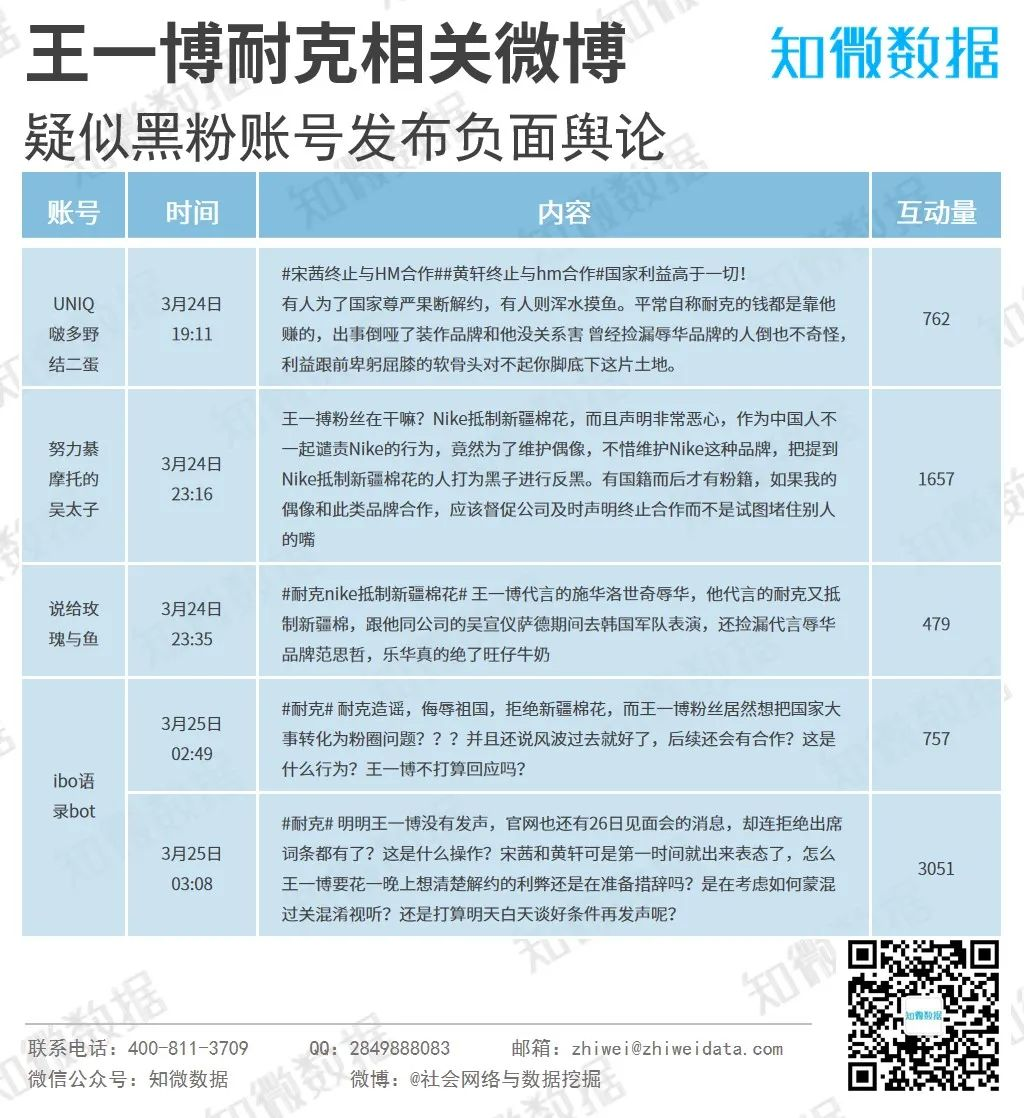 王一博耐克相关微博
知微数据
疑似黑粉账号发布负面舆论
账号
时间
内容
互动量
UNIQ
啵多野
结二蛋
3月24日
19:11
#宋茜终止与HM合作##黄轩终止与hm合作#国家利益高于一切！
有人为了国家尊严果断解约，有人则浑水摸鱼。平常自称耐克的钱都是靠他
赚的，出事倒哑了装作品牌和他没关系害 曾经捡漏辱华品牌的人倒也不奇怪，
利益跟前卑躬屈膝的软骨头对不起你脚底下这片土地。
762
努力綦
摩托的
吴太子
3月24日
23:16
王一搏粉丝在干嘛？Nike抵制新疆棉花，而且声明非常恶心，作为中国人不
一起谴责Nike的行为，竟然为了维护偶像，不惜维护Nike这种品牌，把提到
Nike抵制新疆棉花的人打为黑子进行反黑。有国籍而后才有粉籍，如果我的
偶像和此类品牌合作，应该督促公司及时声明终止合作而不是试图堵住别人
的嘴
1657
说给玫
瑰与鱼
3月24日
23:35
#耐克nike抵制新疆棉花# 王一博代言的施华洛世奇辱华，他代言的耐克又抵
制新疆棉，跟他同公司的吴宣仪萨德期间去韩国军队表演，还捡漏代言辱华
品牌范思哲，乐华真的绝了旺仔牛奶
479
ibo语
录bot
3月25日
02:49
#耐克# 耐克造谣，侮辱祖国，拒绝新疆棉花，而王一博粉丝居然想把国家大
事转化为粉圈问题？？？并且还说风波过去就好了，后续还会有合作？这是
什么行为？王一博不打算回应吗？
757
3月25日
03:08
#耐克# 明明王一博没有发声，官网也还有26日见面会的消息，却连拒绝出席
词条都有了？这是什么操作？宋茜和黄轩可是第一时间就出来表态了，怎么
王一博要花一晚上想清楚解约的利弊还是在准备措辞吗？是在考虑如何蒙混
过关混淆视听？还是打算明天白天谈好条件再发声呢？
3051
知微数据
联系电话：400-811-3709 QQ：2849888083 邮箱：zhiwei@zhiweidata.com
微信公众号：知微数据 微博：@社会网络与数据挖掘